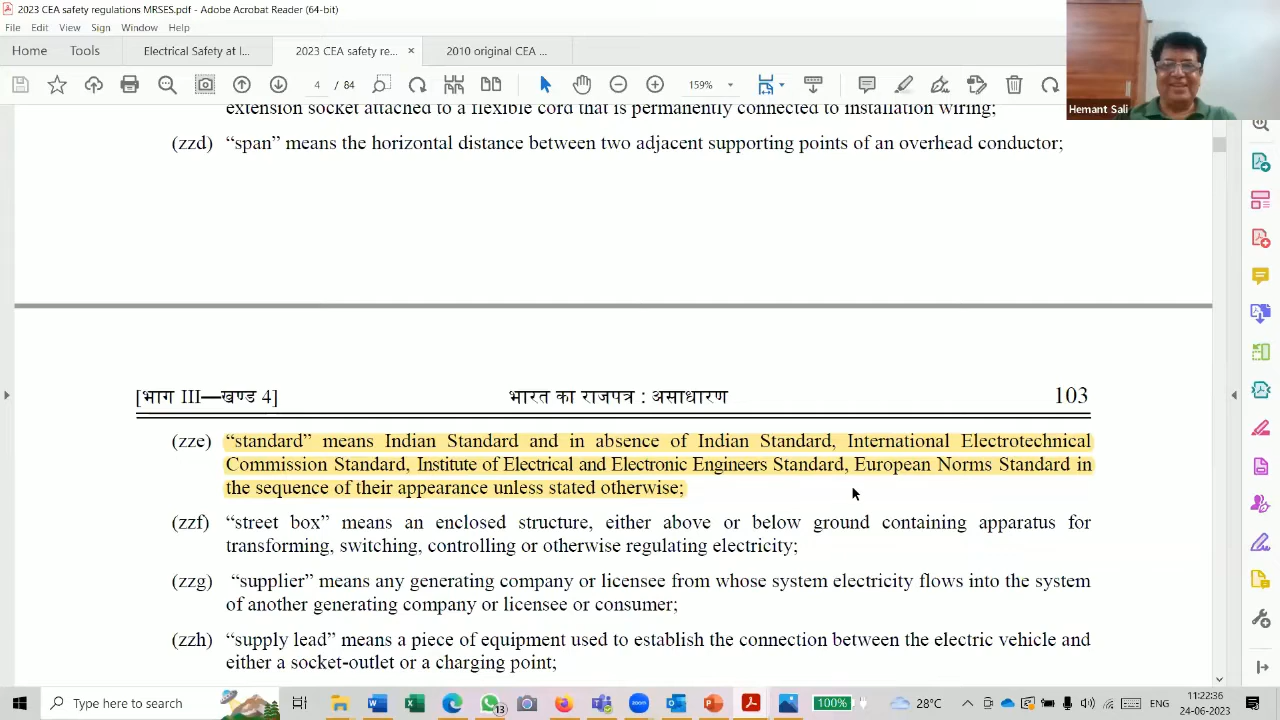 2023 CEA safety regulations MRSES.pdf - Adobe Acrobat Reader (64-bit)
File Edit View Sign Window Help
Home Tools Electrical Safety at I... 2023 CEA safety re... × 2010 original CEA ...
4 / 84 159%
Hemant Sali
extension socket attached to a flexible cord that is permanently connected to installation wiring;
(zzd) “span” means the horizontal distance between two adjacent supporting points of an overhead conductor;
[भाग III—खण्ड 4] भारत का राजपत्र : असाधारण 103
(zze) “standard” means Indian Standard and in absence of Indian Standard, International Electrotechnical
Commission Standard, Institute of Electrical and Electronic Engineers Standard, European Norms Standard in
the sequence of their appearance unless stated otherwise;
(zzf) “street box” means an enclosed structure, either above or below ground containing apparatus for
transforming, switching, controlling or otherwise regulating electricity;
(zzg) “supplier” means any generating company or licensee from whose system electricity flows into the system
of another generating company or licensee or consumer;
(zzh) “supply lead” means a piece of equipment used to establish the connection between the electric vehicle and
either a socket-outlet or a charging point;
Type here to search 13 zoom 100% 28°C ENG 11:22:36
24-06-2023